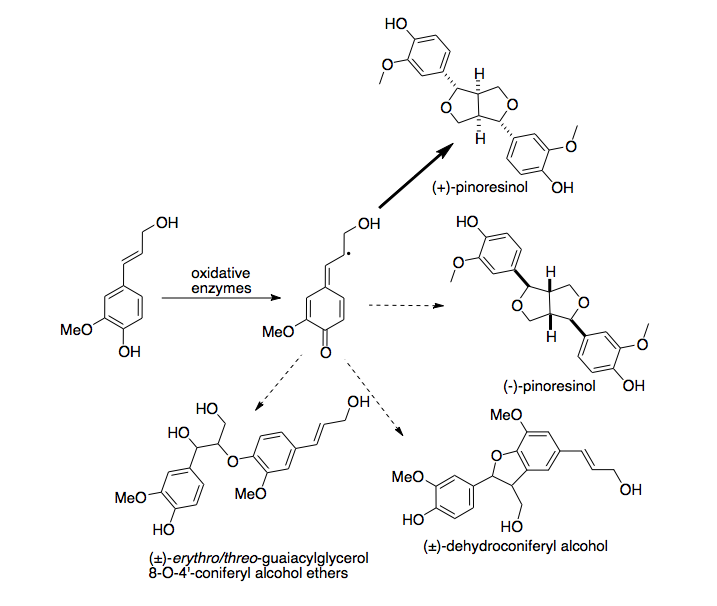 HO
O
H
O
O
H
O
(+)-pinoresinol
OH
OH
OH
HO
O
H
oxidative
enzymes
O
O
MeO
MeO
H
O
OH
O
(-)-pinoresinol
OH
HO
OH
MeO
HO
O
O
MeO
MeO
MeO
OH
HO
HO
HO
(±)-dehydroconiferyl alcohol
(±)-erythro/threo-guaiacylglycerol
8-O-4'-coniferyl alcohol ethers